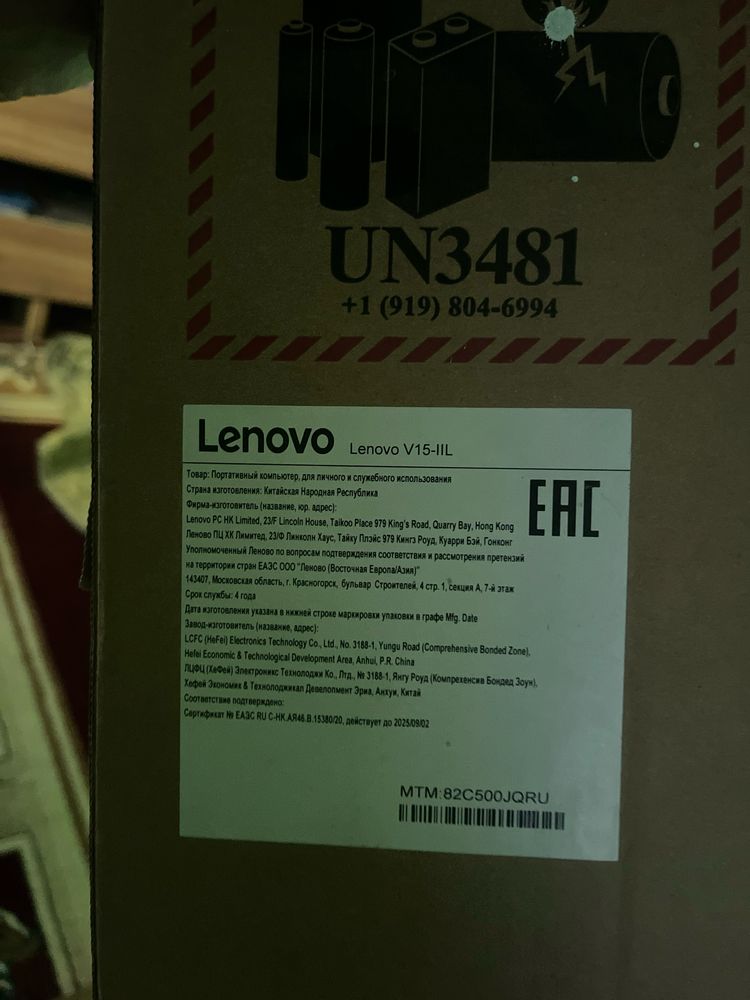 UN3481
+1 (919) 804-6994
Lenovo Lenovo V15-IIL
Товар: Портативный компьютер, для личного и служебного использования
Страна изготовления: Китайская Народная Республика
Фирма-изготовитель (название, юр. адрес):
Lenovo PC HK Limited, 23/F Lincoln House, Taikoo Place 979 King's Road, Quarry Bay, Hong Kong
Леново ПЦ ХК Лимитед, 23/Ф Линколн Хаус, Тайку Плэйс 979 Кингз Роуд, Куарри Бэй, Гонконг
Уполномоченный Леново по вопросам подтверждения соответствия и рассмотрения претензий
на территории стран ЕАЭС ООО "Леново (Восточная Европа/Азия)"
143407, Московская область, г. Красногорск, бульвар Строителей, 4 стр. 1, секция А, 7-й этаж
Срок службы: 4 года
Дата изготовления указана в нижней строке маркировки упаковки в графе Mfg. Date
Завод-изготовитель (название, адрес):
LCFC (HeFei) Electronics Technology Co., Ltd., No. 3188-1, Yungu Road (Comprehensive Bonded Zone),
Hefei Economic & Technological Development Area, Anhui, P.R. China
ЛЦФЦ (ХеФей) Электроникс Технолоджи Ко., Лтд., № 3188-1, Янгу Роуд (Компрехенсив Бондед Зоун),
Хефей Экономик & Технолоджикал Девелопмент Эриа, Анхуи, Китай
Соответствие подтверждено:
Сертификат № ЕАЭС RU С-НК.АЯ46.В.15380/20, действует до 2025/09/02
EAC
MTM:82C500JQRU